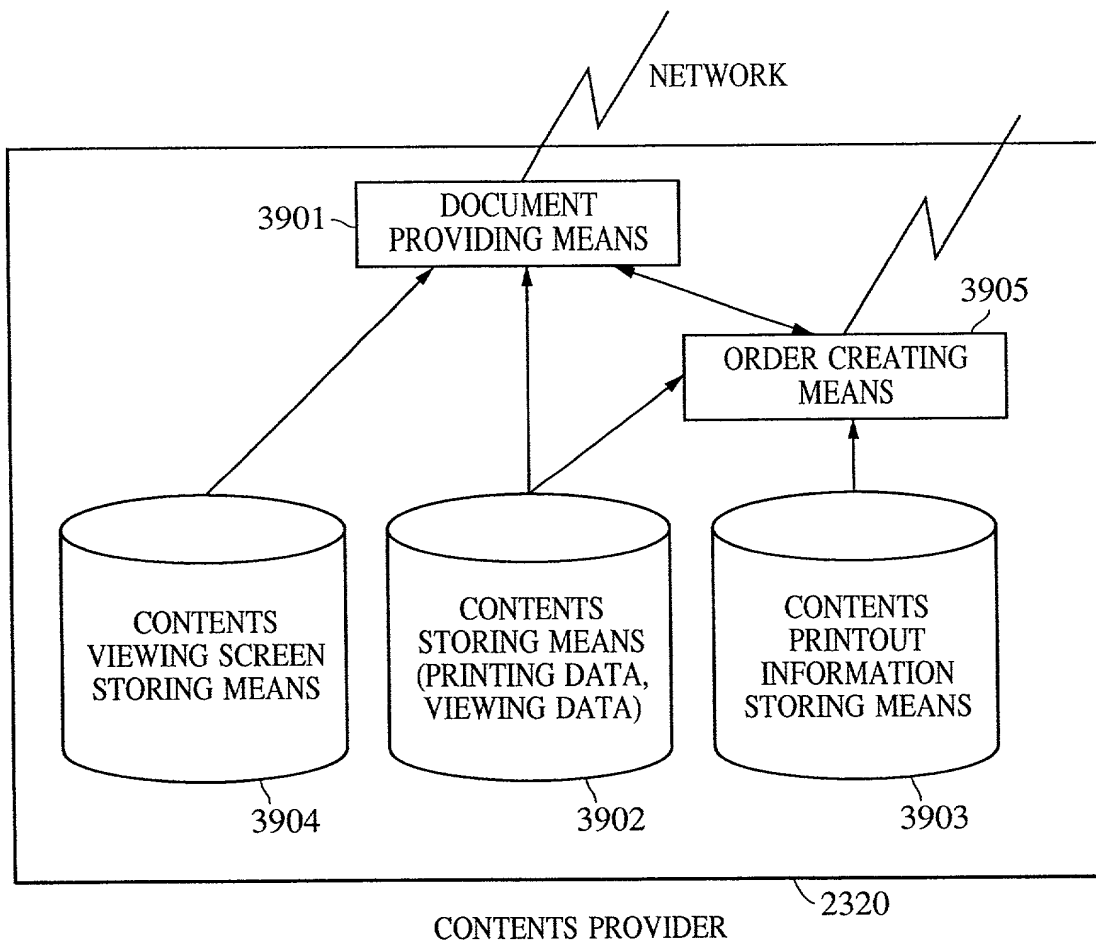 NETWORK
3901
DOCUMENT
PROVIDING MEANS
3905
ORDER CREATING
MEANS
CONTENTS
VIEWING SCREEN
STORING MEANS
CONTENTS
STORING MEANS
(PRINTING DATA,
VIEWING DATA)
CONTENTS
PRINTOUT
INFORMATION
STORING MEANS
3904
3902
3903
2320
CONTENTS PROVIDER